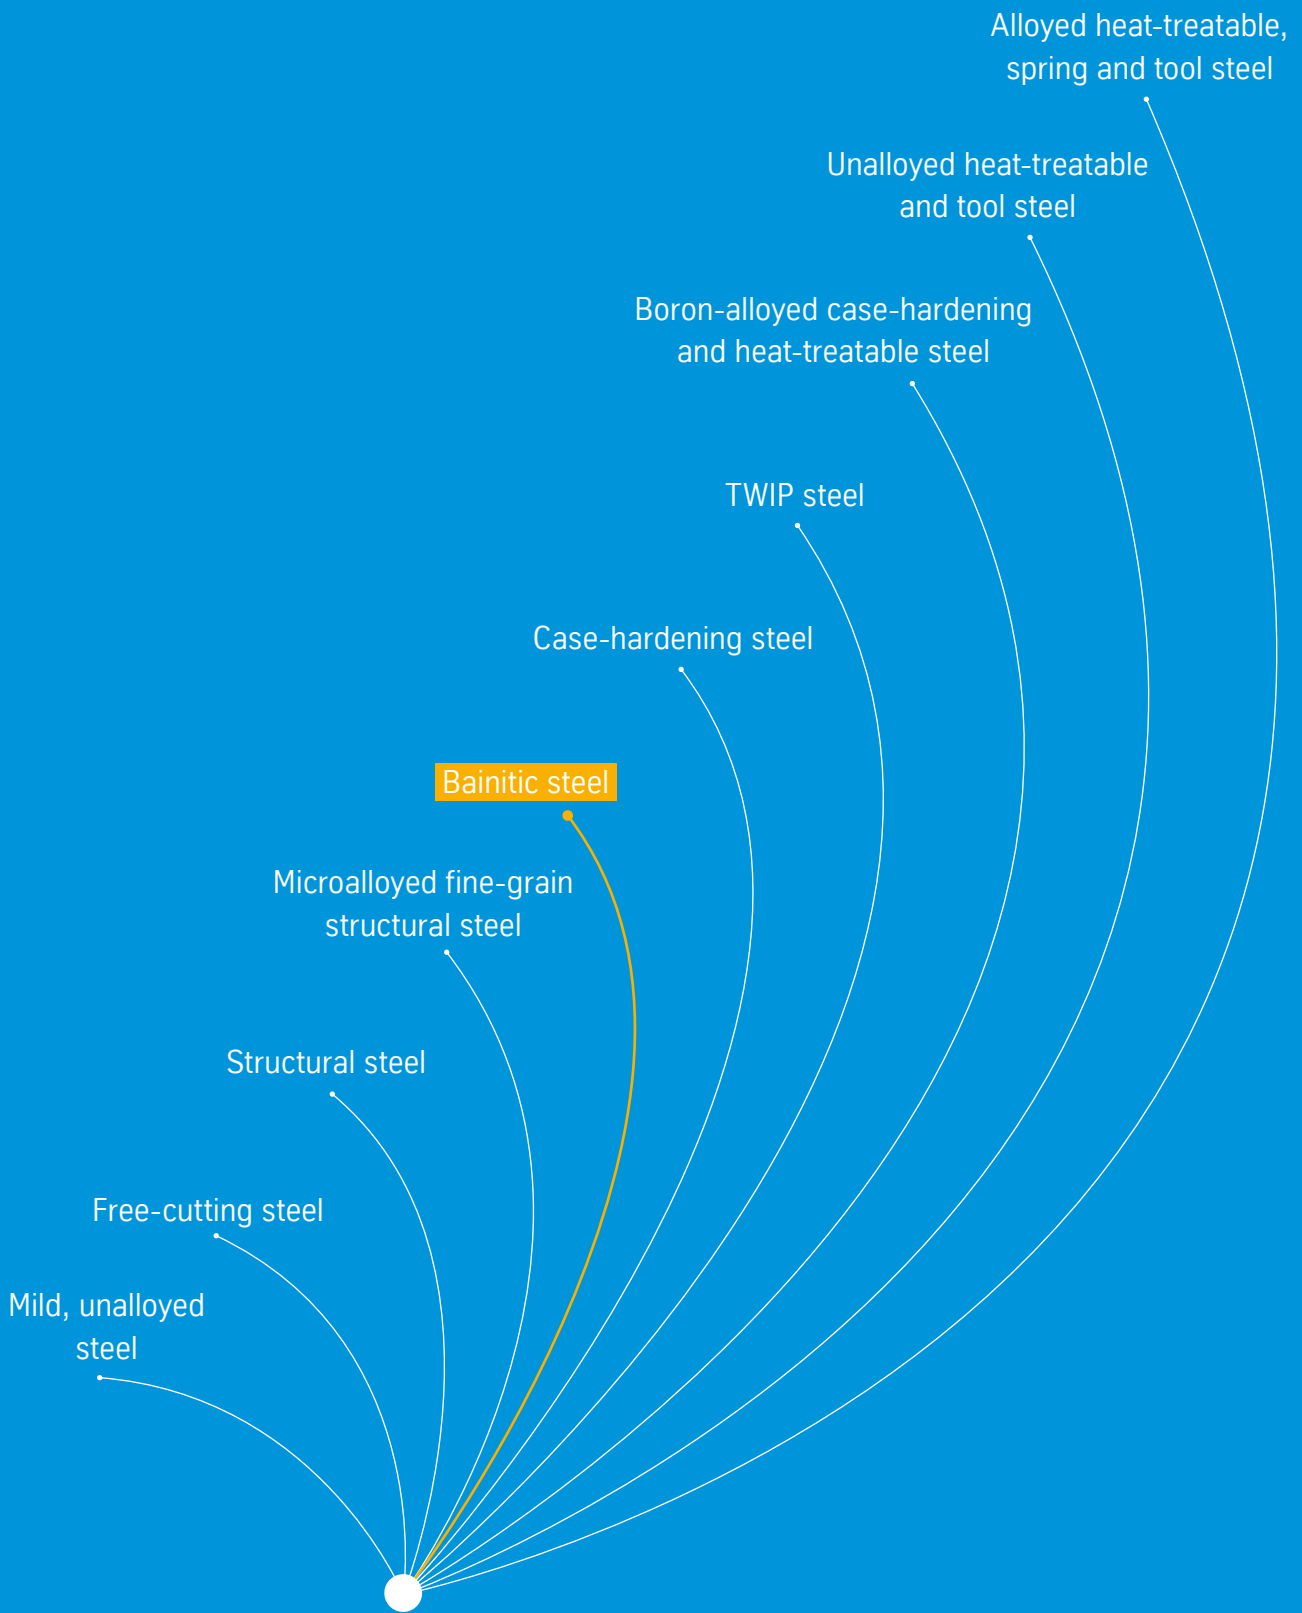 Alloyed heat-treatable,
spring and tool steel
Unalloyed heat-treatable
and tool steel
Boron-alloyed case-hardening
and heat-treatable steel
TWIP steel
Case-hardening steel
Bainitic steel
Microalloyed fine-grain
structural steel
Structural steel
Free-cutting steel
Mild, unalloyed
steel